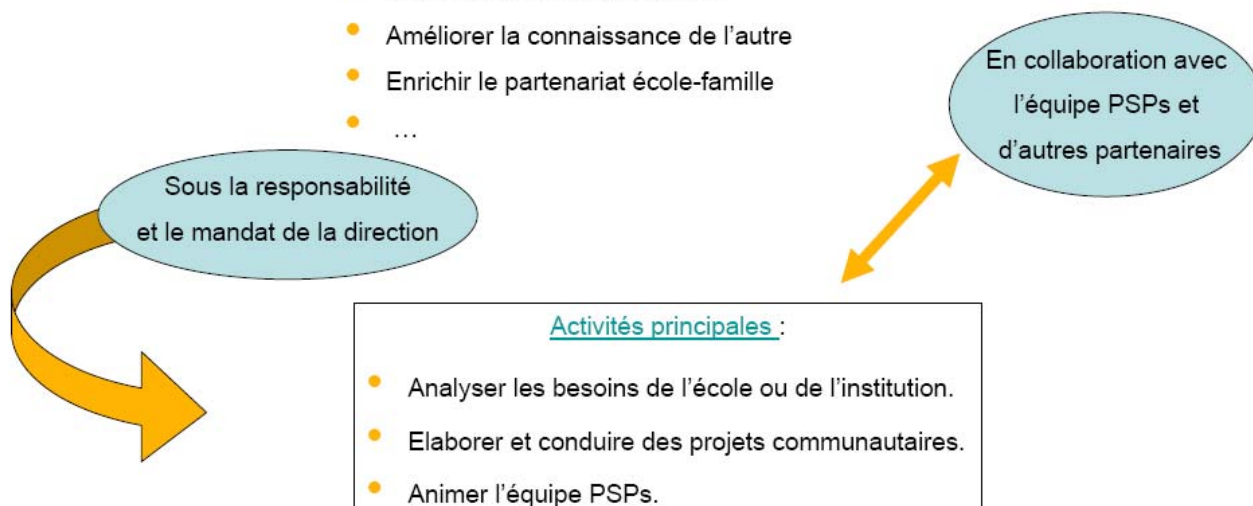 Améliorer la connaissance de l'autre
Enrichir le partenariat école-famille
…
En collaboration avec
l'équipe PSPs et
d'autres partenaires
Sous la responsabilité
et le mandat de la direction
Activités principales :
Analyser les besoins de l'école ou de l'institution.
Elaborer et conduire des projets communautaires.
Animer l'équipe PSPs.